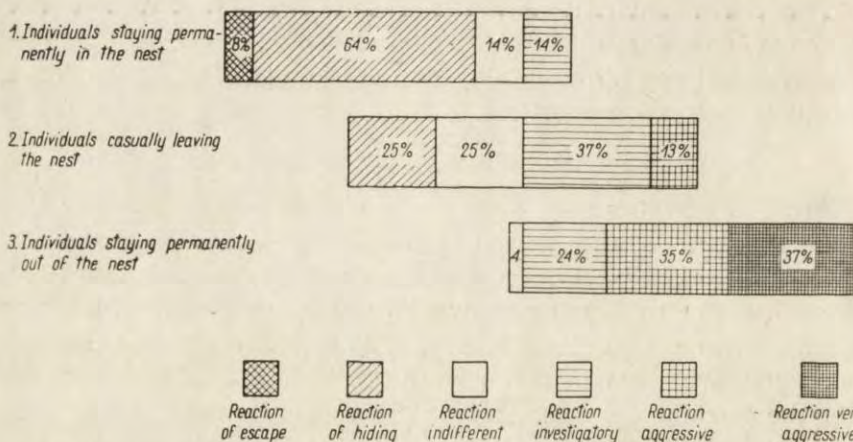 1. Individuals staying perma-
nently in the nest
8% 64% 14% 14%
2. Individuals casually leaving
the nest
25% 25% 37% 13%
3. Individuals staying permanently
out of the nest
4 24% 35% 37%
Reaction of escape
Reaction of hiding
Reaction indifferent
Reaction investigatory
Reaction aggressive
Reaction ver
aggressive